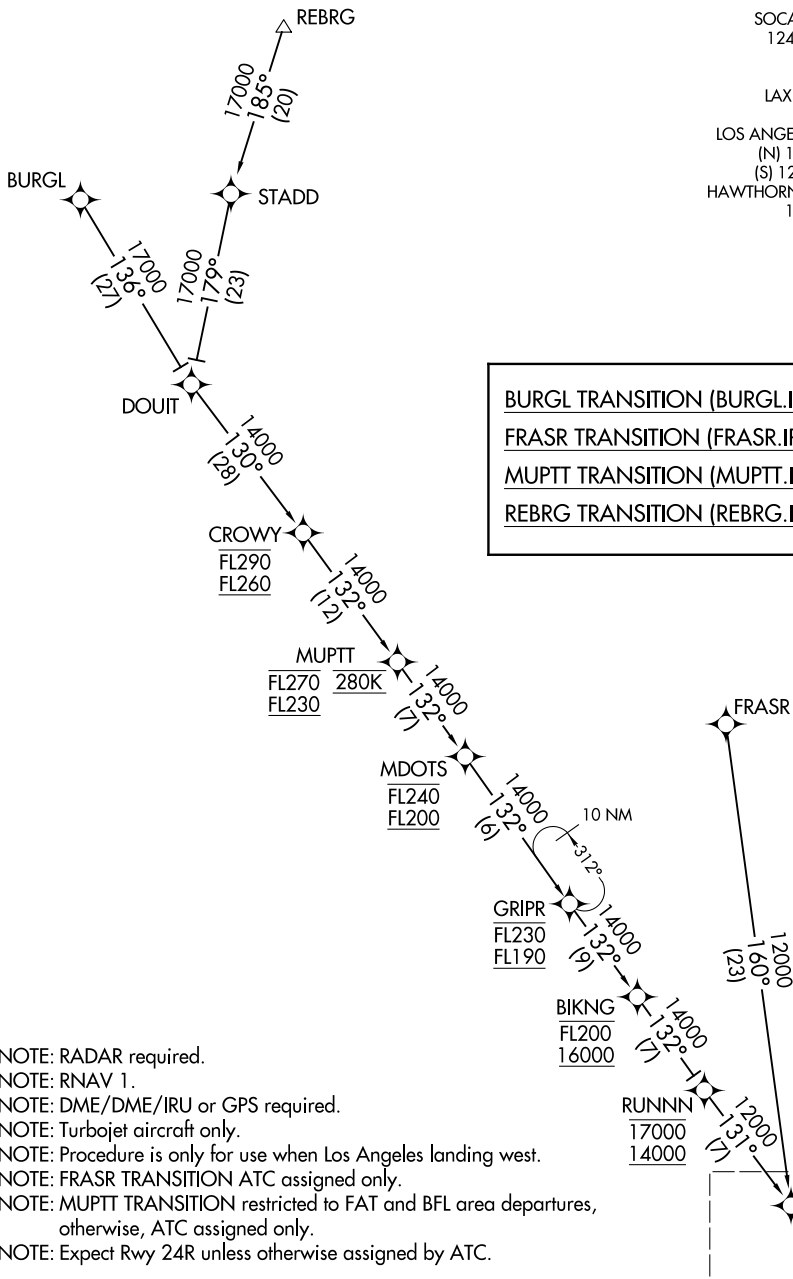 REBRG
SOCA
124
17000
185°
(20)
LAX
LOS ANGE
(N) 1
(S) 12
HAWTHORN
1
BURGL
STADD
17000
136°
(27)
17000
179°
(23)
DOUIT
14000
130°
(28)
BURGL TRANSITION (BURGL.I
FRASR TRANSITION (FRASR.IR
MUPTT TRANSITION (MUPTT.I
REBRG TRANSITION (REBRG.I
CROWY
FL290
FL260
14000
132°
(12)
MUPTT
FL270 280K
FL230
14000
132°
(7)
FRASR
MDOTS
FL240
FL200
14000
132°
(6)
10 NM
312°
GRIPR
FL230
FL190
14000
132°
(9)
12000
160°
(23)
BIKNG
FL200
16000
14000
132°
(7)
RUNNN
17000
14000
12000
131°
(7)
NOTE: RADAR required.
NOTE: RNAV 1.
NOTE: DME/DME/IRU or GPS required.
NOTE: Turbojet aircraft only.
NOTE: Procedure is only for use when Los Angeles landing west.
NOTE: FRASR TRANSITION ATC assigned only.
NOTE: MUPTT TRANSITION restricted to FAT and BFL area departures,
otherwise, ATC assigned only.
NOTE: Expect Rwy 24R unless otherwise assigned by ATC.